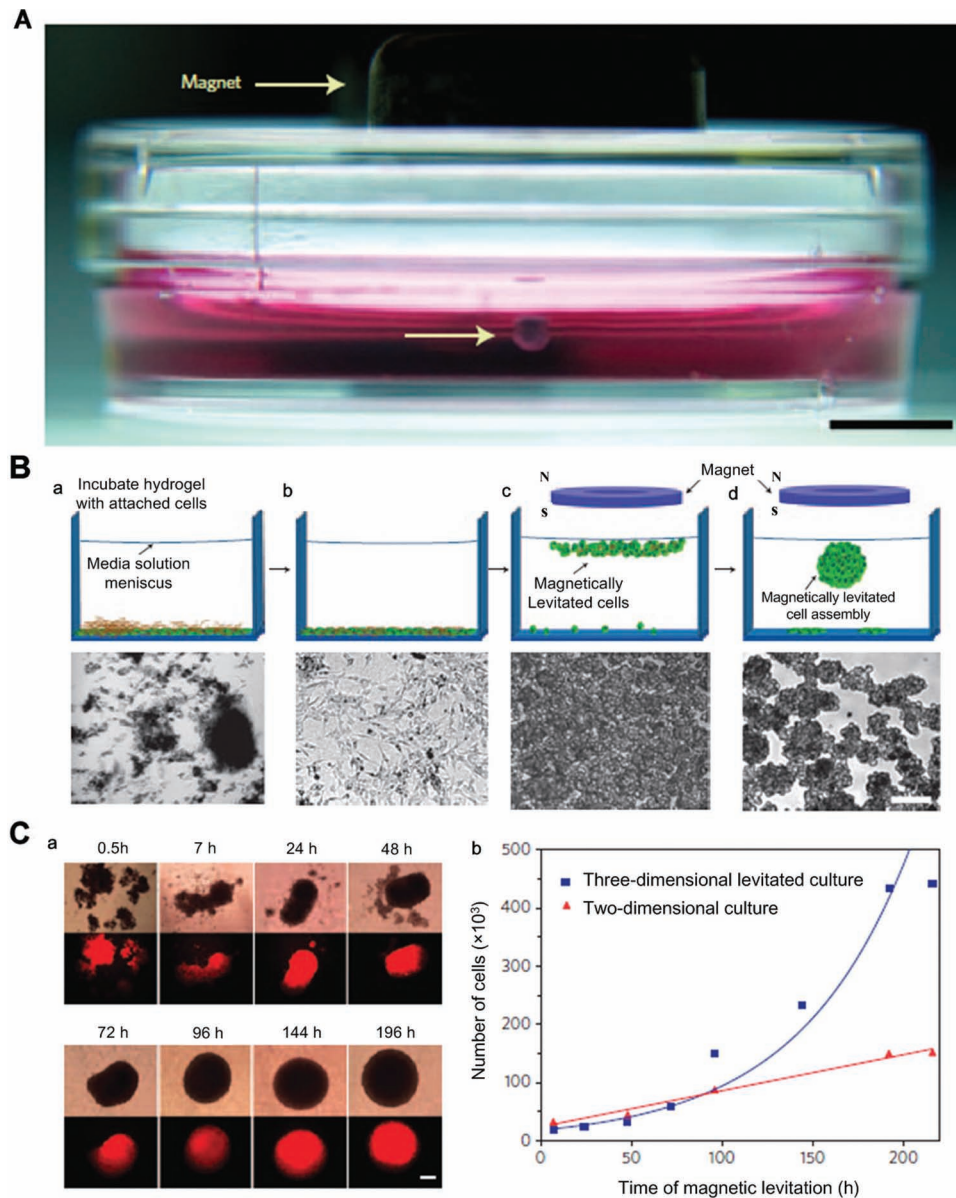 A
Magnet
B
a
Incubate hydrogel
with attached cells
Media solution
meniscus
b
c
N
S
Magnetically
Levitated cells
Magnet
d
N
S
Magnetically levitated
cell assembly
C
a
0.5h
7 h
24 h
48 h
72 h
96 h
144 h
196 h
b
500
400
300
200
100
0
Number of cells (×10³)
Three-dimensional levitated culture
Two-dimensional culture
0
50
100
150
200
Time of magnetic levitation (h)